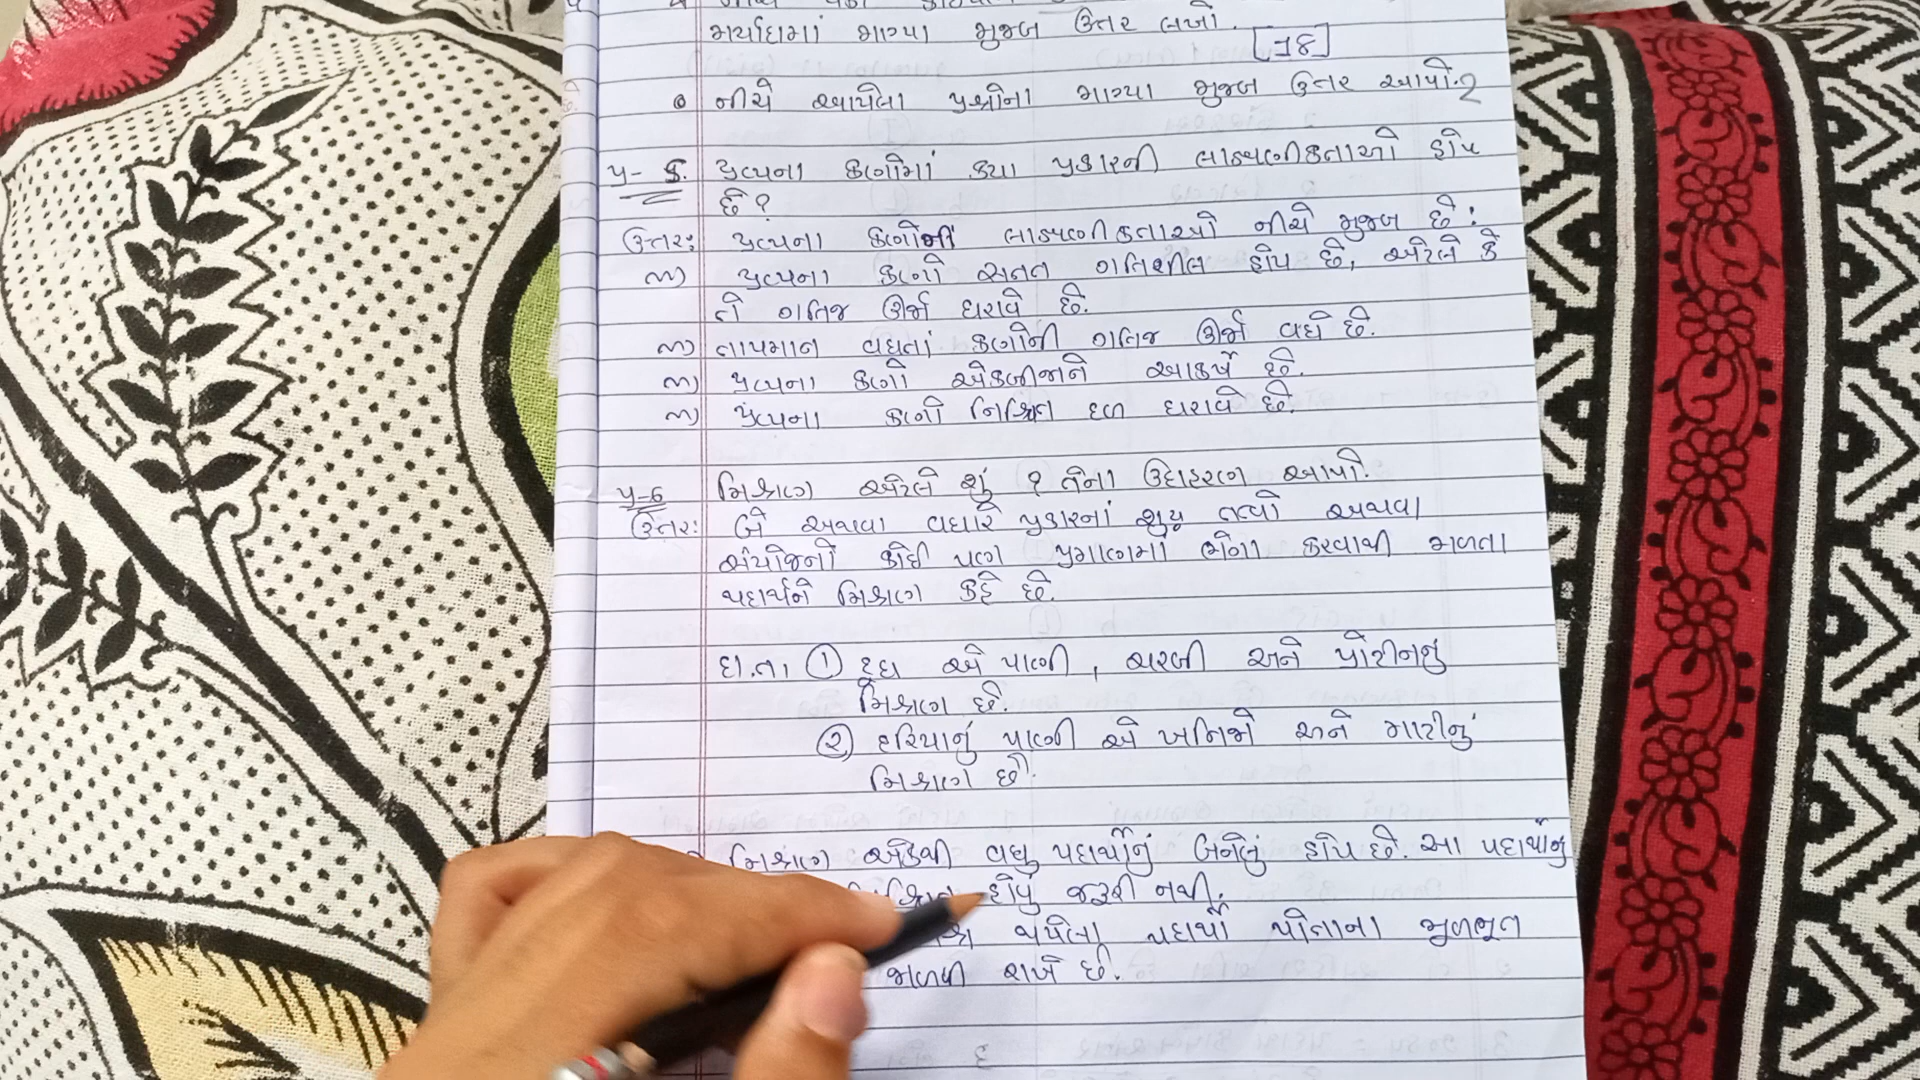 મર્યાદામાં માગ્યા મુજબ ઉત્તર લખો. [18]
નીચે આપેલા પ્રશ્નોના માગ્યા મુજબ ઉત્તર આપો.
પ્ર- 5. દ્રવ્યના કણોમાં કયા પ્રકારની લાક્ષણીકતાઓ હોય
છે?
ઉત્તર: દ્રવ્યના કણોની લાક્ષણીકતાઓ નીચે મુજબ છે:
દ્રવ્યના કણો સતત ગતિશીલ હોય છે, એટલે કે
તે ગતિજ ઊર્જા ધરાવે છે.
તાપમાન વધતાં કણોની ગતિજ ઊર્જા વધે છે.
દ્રવ્યના કણો એકબીજાને આકર્ષે છે.
દ્રવ્યના કણો નિશ્ચિત દળ ધરાવે છે.
પ્ર-6 મિશ્રણ એટલે શું ? તેના ઉદાહરણ આપો.
ઉત્તર: બે અથવા વધારે પ્રકારનાં શુદ્ધ તત્વો અથવા
સંયોજનો કોઈ પણ પ્રમાણમાં ભેગા કરવાથી મળતા
પદાર્થને મિશ્રણ કહે છે.
દા.ત. ① દૂધ એ પાણી, ચરબી અને પ્રોટીનનું
મિશ્રણ છે.
② દરિયાનું પાણી એ ખનિજો અને માટીનું
મિશ્રણ છે.
મિશ્રણ એકથી વધુ પદાર્થોનું બનેલું હોય છે. આ પદાર્થોનું
હોવું જરૂરી નથી.
થયેલા પદાર્થો પોતાના મૂળભૂત
જાળવી રાખે છે.